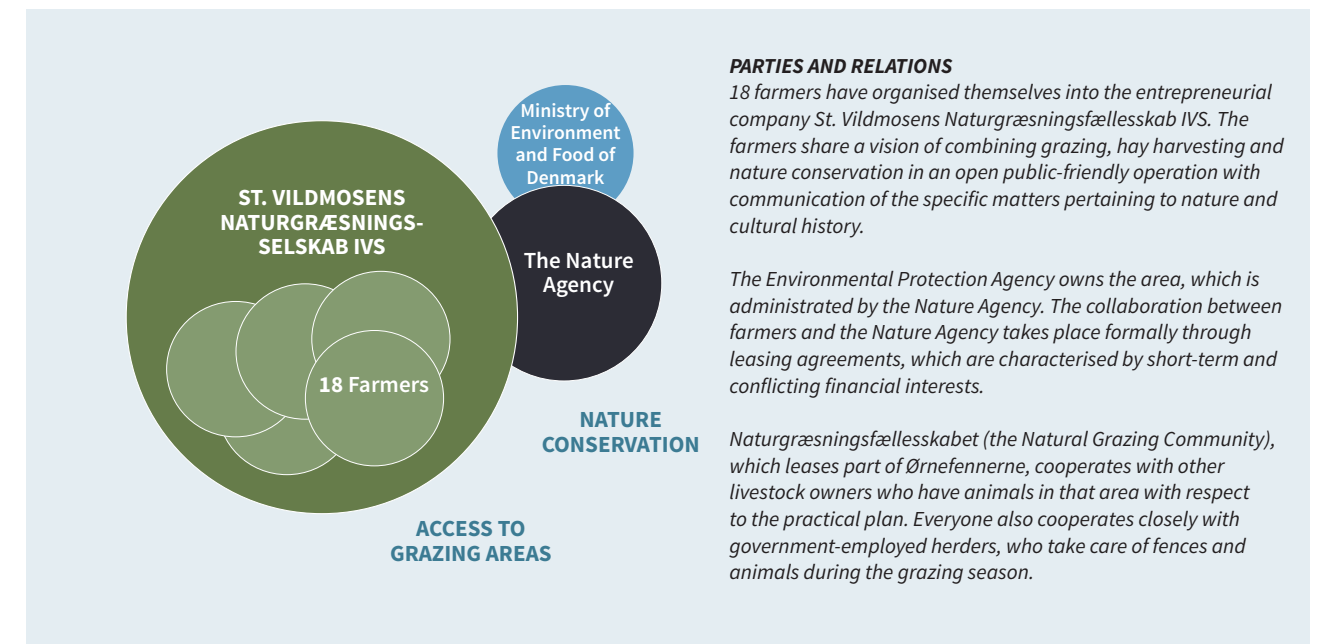 ST. VILDMOSENS
NATURGRÆSNINGS-
SELSKAB IVS
18 Farmers
Ministry of
Environment
and Food of
Denmark
The Nature
Agency
NATURE
CONSERVATION
ACCESS TO
GRAZING AREAS
PARTIES AND RELATIONS
18 farmers have organised themselves into the entrepreneurial
company St. Vildmosens Naturgræsningsfællesskab IVS. The
farmers share a vision of combining grazing, hay harvesting and
nature conservation in an open public-friendly operation with
communication of the specific matters pertaining to nature and
cultural history.
The Environmental Protection Agency owns the area, which is
administrated by the Nature Agency. The collaboration between
farmers and the Nature Agency takes place formally through
leasing agreements, which are characterised by short-term and
conflicting financial interests.
Naturgræsningsfællesskabet (the Natural Grazing Community),
which leases part of Ørnefennerne, cooperates with other
livestock owners who have animals in that area with respect
to the practical plan. Everyone also cooperates closely with
government-employed herders, who take care of fences and
animals during the grazing season.